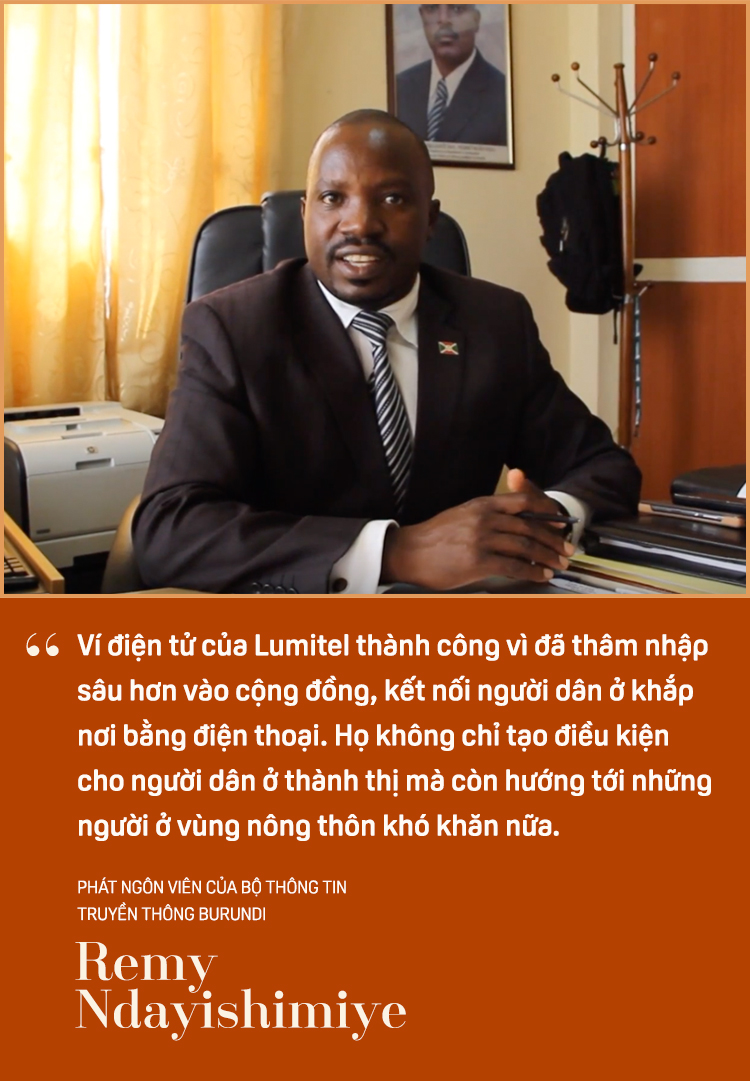 “
Ví điện tử của Lumitel thành công vì đã thâm nhập
sâu hơn vào cộng đồng, kết nối người dân ở khắp
nơi bằng điện thoại. Họ không chỉ tạo điều kiện
cho người dân ở thành thị mà còn hướng tới những
người ở vùng nông thôn khó khăn nữa.
PHÁT NGÔN VIÊN CỦA BỘ THÔNG TIN
TRUYỀN THÔNG BURUNDI
Remy
Ndayishimiye